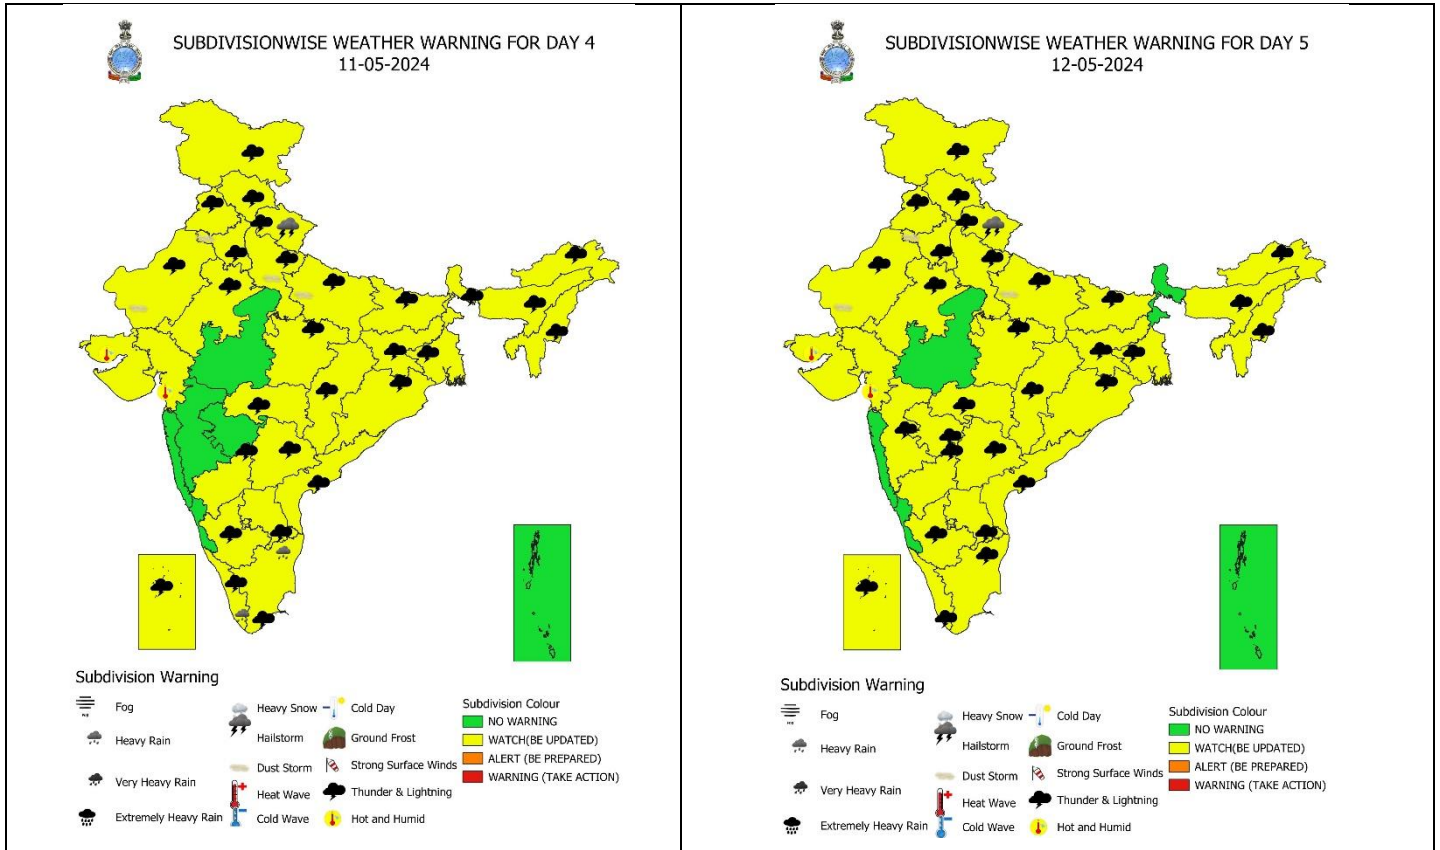 SUBDIVISIONWISE WEATHER WARNING FOR DAY 4
11-05-2024
Subdivision Warning
Fog
Heavy Rain
Very Heavy Rain
Extremely Heavy Rain
Heavy Snow
Hailstorm
Dust Storm
Heat Wave
Cold Wave
Cold Day
Ground Frost
Strong Surface Winds
Thunder & Lightning
Hot and Humid
Subdivision Colour
NO WARNING
WATCH(BE UPDATED)
ALERT (BE PREPARED)
WARNING (TAKE ACTION)
SUBDIVISIONWISE WEATHER WARNING FOR DAY 5
12-05-2024
Subdivision Warning
Fog
Heavy Rain
Very Heavy Rain
Extremely Heavy Rain
Heavy Snow
Hailstorm
Dust Storm
Heat Wave
Cold Wave
Cold Day
Ground Frost
Strong Surface Winds
Thunder & Lightning
Hot and Humid
Subdivision Colour
NO WARNING
WATCH(BE UPDATED)
ALERT (BE PREPARED)
WARNING (TAKE ACTION)